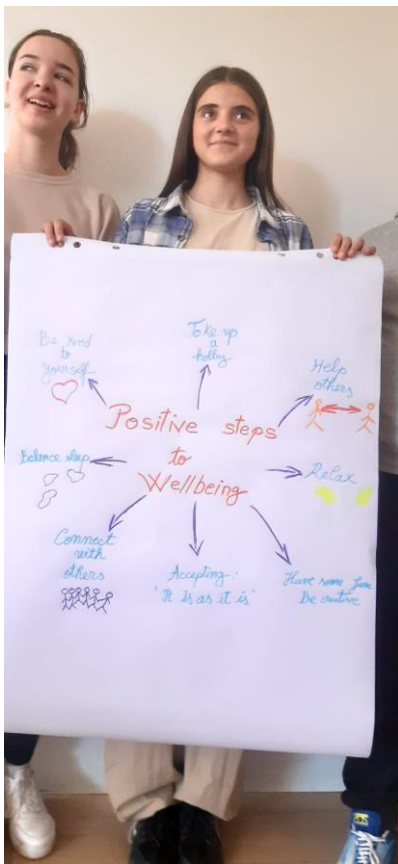 Be kind
to
yourself
Take up
a
hobby
Help
others
Positive steps
to
Wellbeing
Balance sleep
Relax
Connect
with
others
Accepting:
'It is as it is'
Have some fun
Be creative